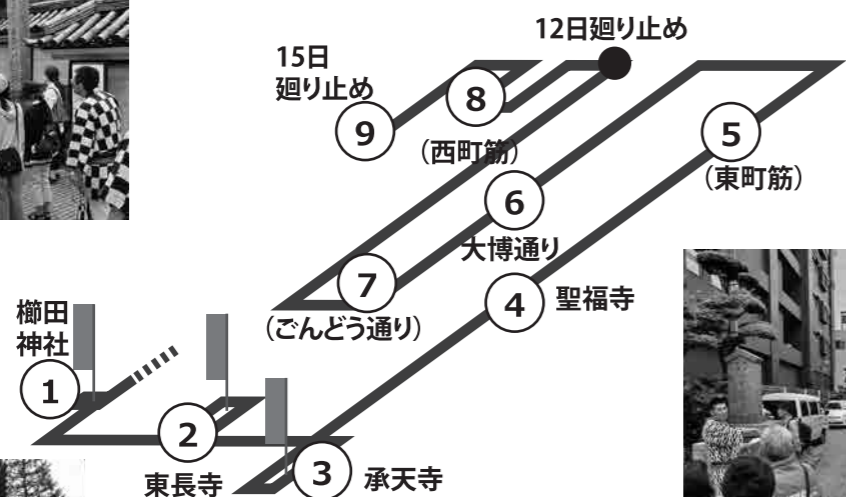 12日廻り止め
15日
廻り止め
9
8
(西町筋)
5
(東町筋)
6
大博通り
7
(ごんどう通り)
4
聖福寺
櫛田
神社
1
2
東長寺
3
承天寺